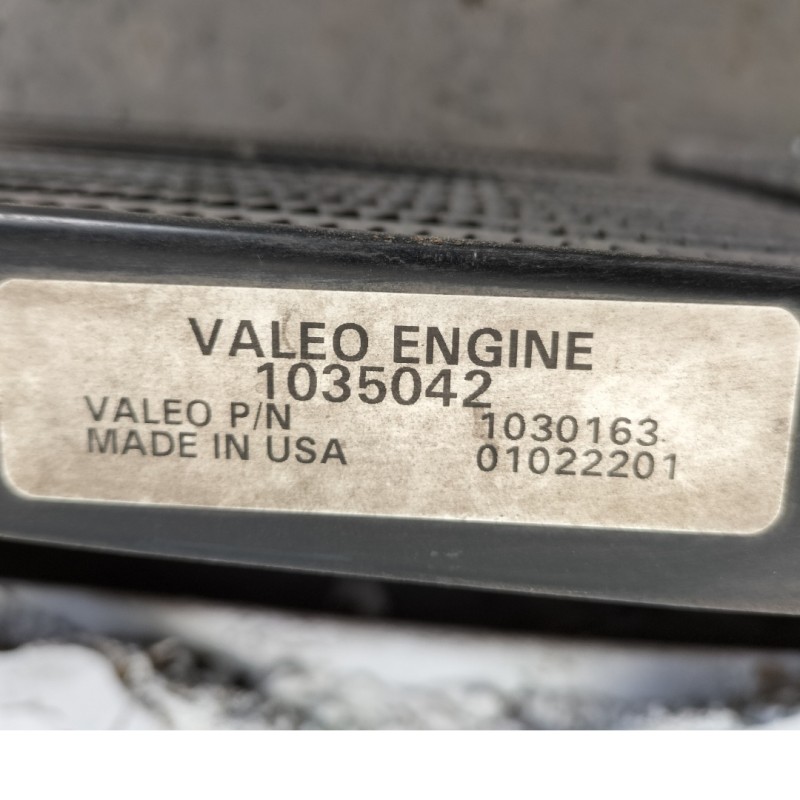 VALEO ENGINE
1035042
VALEO P/N 1030163
MADE IN USA 01022201